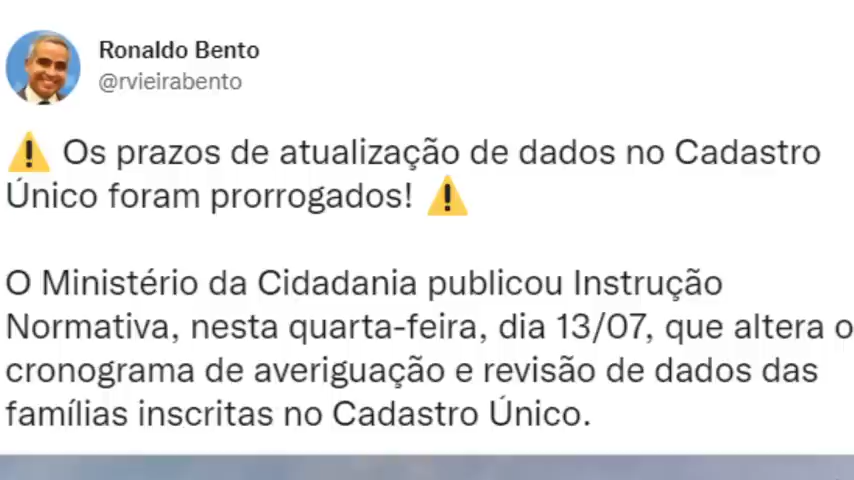 Ronaldo Bento
@rvieirabento
⚠️ Os prazos de atualização de dados no Cadastro
Único foram prorrogados! ⚠️
O Ministério da Cidadania publicou Instrução
Normativa, nesta quarta-feira, dia 13/07, que altera o
cronograma de averiguação e revisão de dados das
famílias inscritas no Cadastro Único.